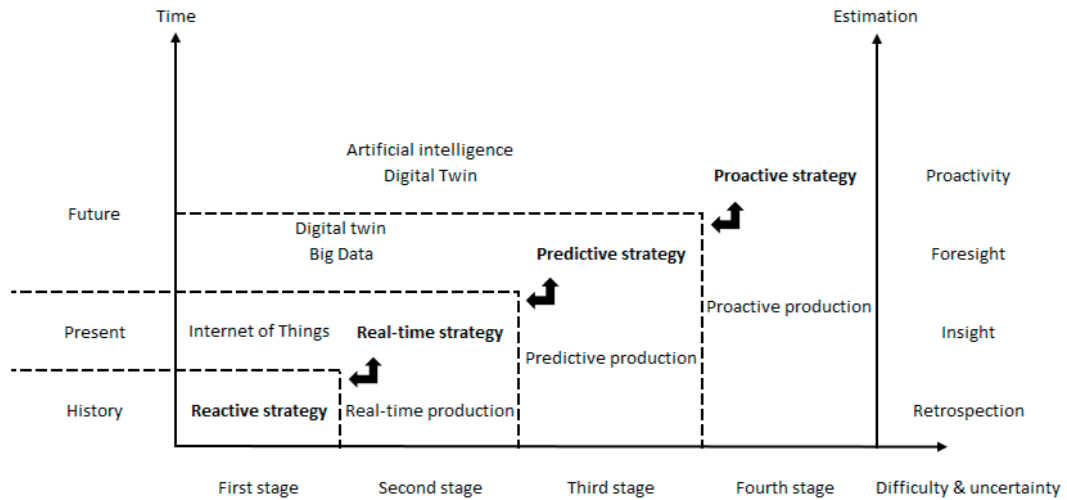 Time
Estimation
Artificial intelligence
Digital Twin
Proactive strategy
Proactivity
Future
Digital twin
Big Data
Predictive strategy
Foresight
Proactive production
Present
Internet of Things
Real-time strategy
Insight
Predictive production
History
Reactive strategy
Real-time production
Retrospection
First stage
Second stage
Third stage
Fourth stage
Difficulty & uncertainty